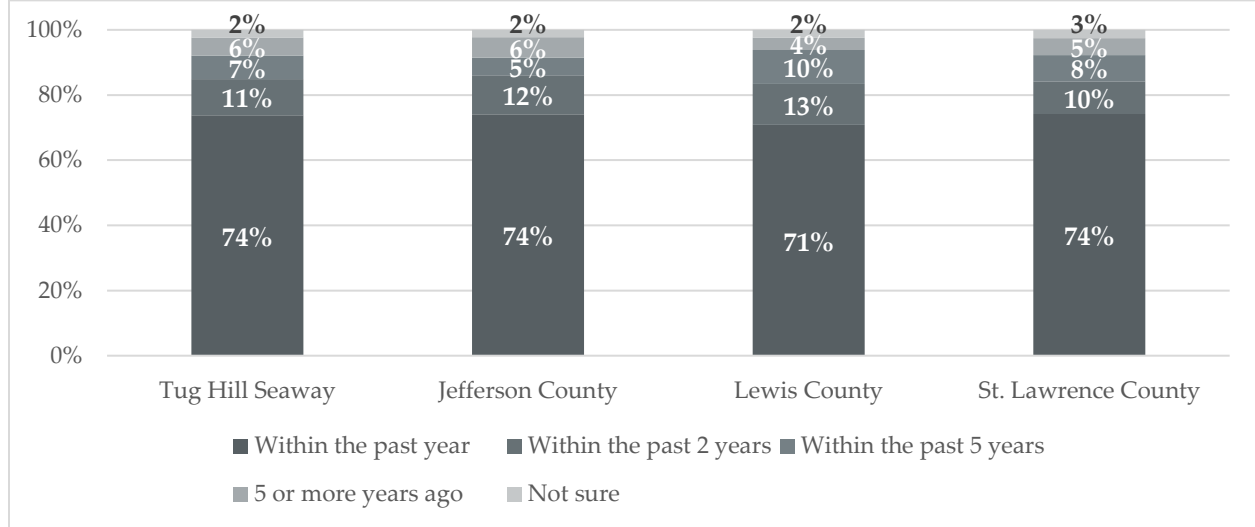 100%
80%
60%
40%
20%
0%
2% 2% 2% 3%
6% 6% 4% 5%
7% 5% 10% 8%
11% 12% 13% 10%
74% 74% 71% 74%
Tug Hill Seaway Jefferson County Lewis County St. Lawrence County
Within the past year Within the past 2 years Within the past 5 years
5 or more years ago Not sure